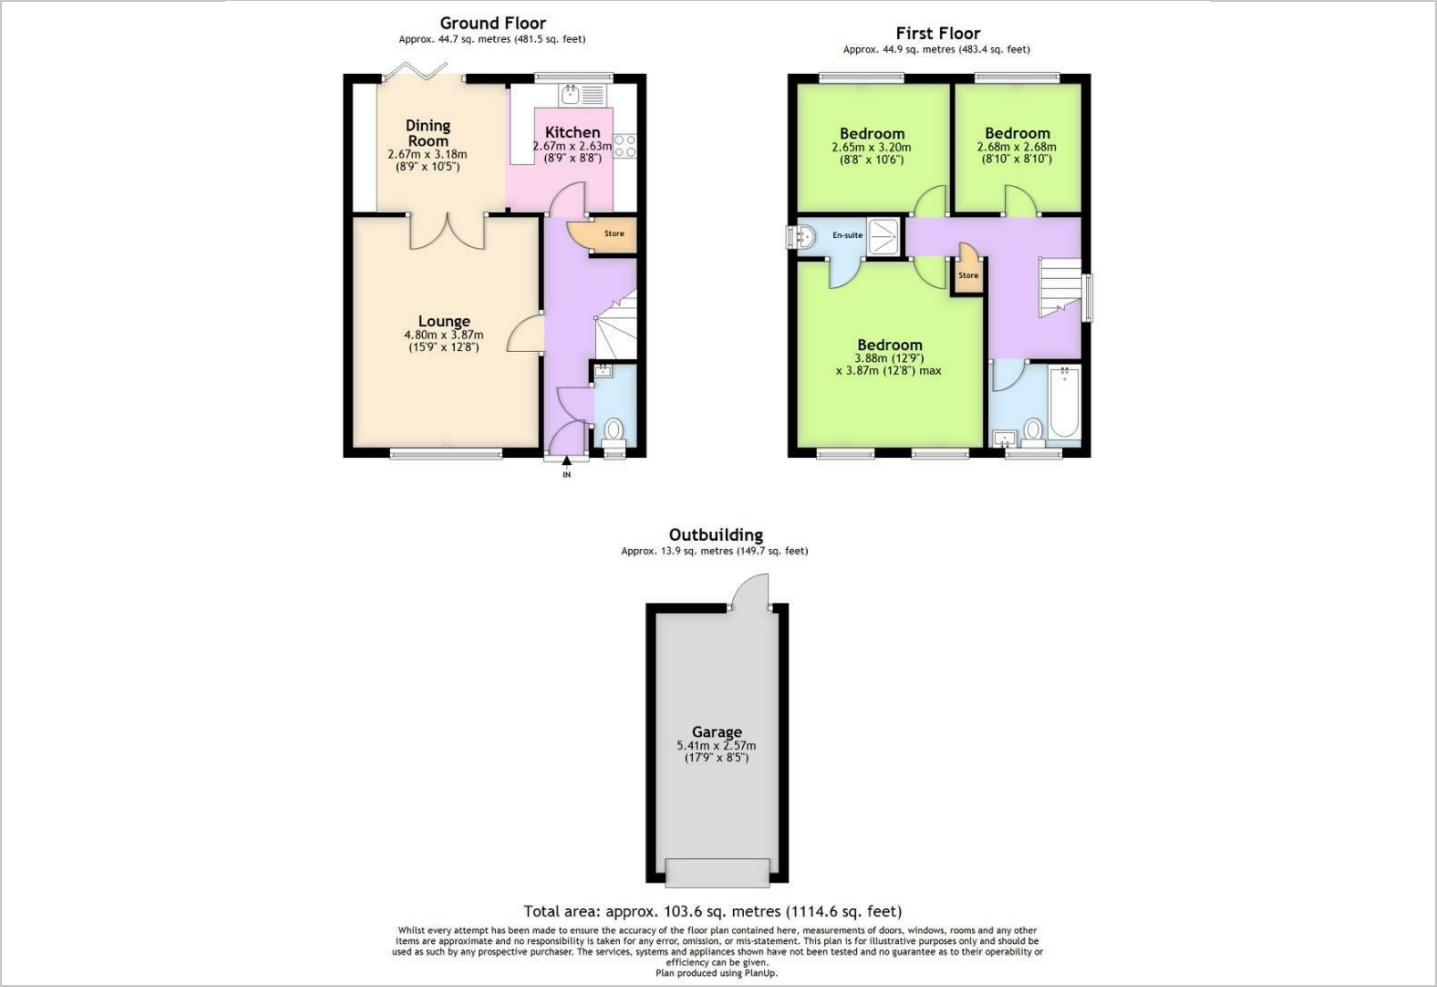 Ground Floor
Approx. 44.7 sq. metres (481.5 sq. feet)
Dining
Room
2.67m x 3.18m
(8'9" x 10'5")
Kitchen
2.67m x 2.63m
(8'9" x 8'8")
Store
Lounge
4.80m x 3.87m
(15'9" x 12'8")
IN
First Floor
Approx. 44.9 sq. metres (483.4 sq. feet)
Bedroom
2.65m x 3.20m
(8'8" x 10'6")
Bedroom
2.68m x 2.68m
(8'10" x 8'10")
En-suite
Store
Bedroom
3.88m (12'9")
x 3.87m (12'8") max
Outbuilding
Approx. 13.9 sq. metres (149.7 sq. feet)
Garage
5.41m x 2.57m
(17'9" x 8'5")
Total area: approx. 103.6 sq. metres (1114.6 sq. feet)
Whilst every attempt has been made to ensure the accuracy of the floor plan contained here, measurements of doors, windows, rooms and any other
items are approximate and no responsibility is taken for any error, omission, or mis-statement. This plan is for illustrative purposes only and should be
used as such by any prospective purchaser. The services, systems and appliances shown have not been tested and no guarantee as to their operability or
efficiency can be given.
Plan produced using PlanUp.